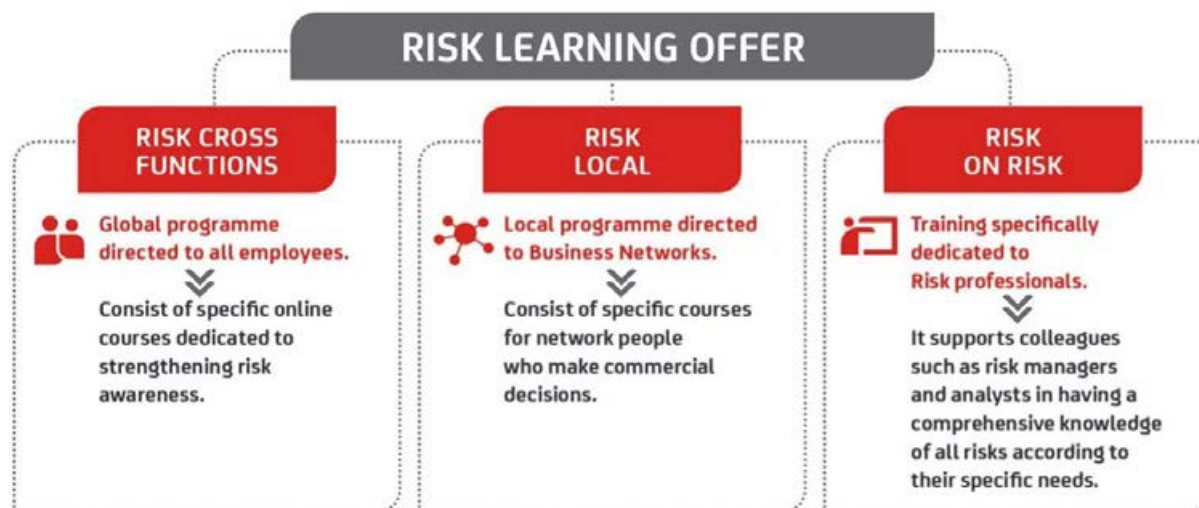 RISK LEARNING OFFER
RISK CROSS
FUNCTIONS
Global programme
directed to all employees.
Consist of specific online
courses dedicated to
strengthening risk
awareness.
RISK
LOCAL
Local programme directed
to Business Networks.
Consist of specific courses
for network people
who make commercial
decisions.
RISK
ON RISK
Training specifically
dedicated to
Risk professionals.
It supports colleagues
such as risk managers
and analysts in having a
comprehensive knowledge
of all risks according to
their specific needs.